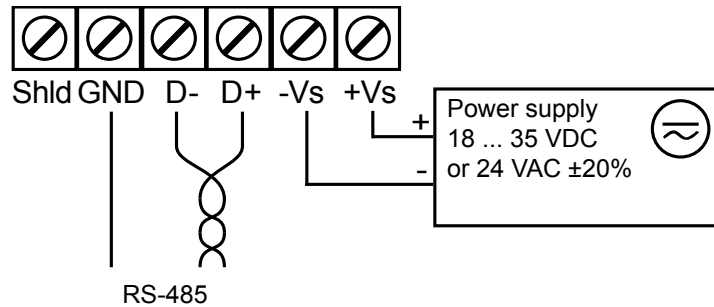 Shld GND D- D+ -Vs +Vs
+
-
Power supply
18 ... 35 VDC
or 24 VAC ±20%
RS-485